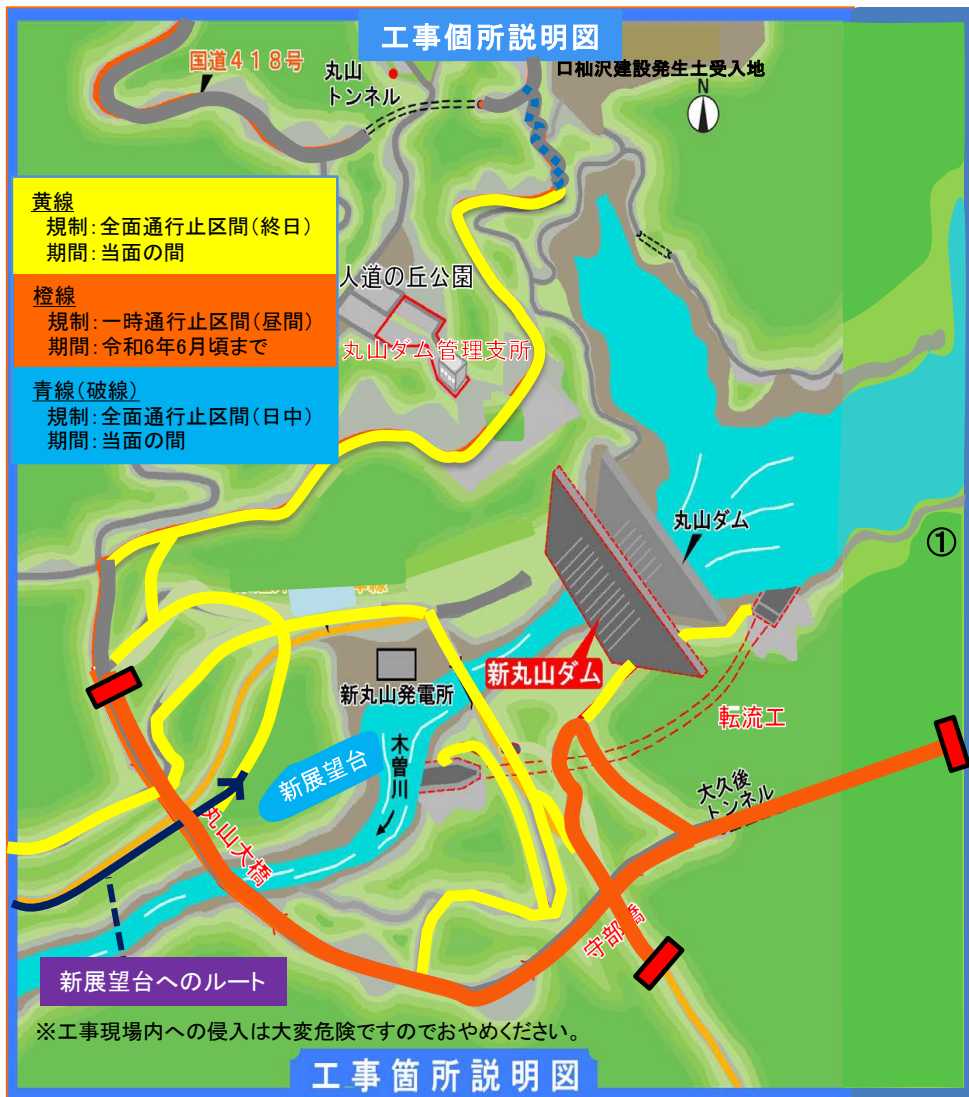 工事個所説明図
国道418号
丸山
トンネル
口杣沢建設発生土受入地
N
黄線
規制：全面通行止区間(終日)
期間：当面の間
橙線
規制：一時通行止区間(昼間)
期間：令和6年6月頃まで
青線(破線)
規制：全面通行止区間(日中)
期間：当面の間
人道の丘公園
丸山ダム管理支所
丸山ダム
①
新丸山ダム
新丸山発電所
転流工
木曽川
新展望台
大久後
トンネル
丸山大橋
守部
新展望台へのルート
※工事現場内への侵入は大変危険ですのでおやめください。
工事箇所説明図